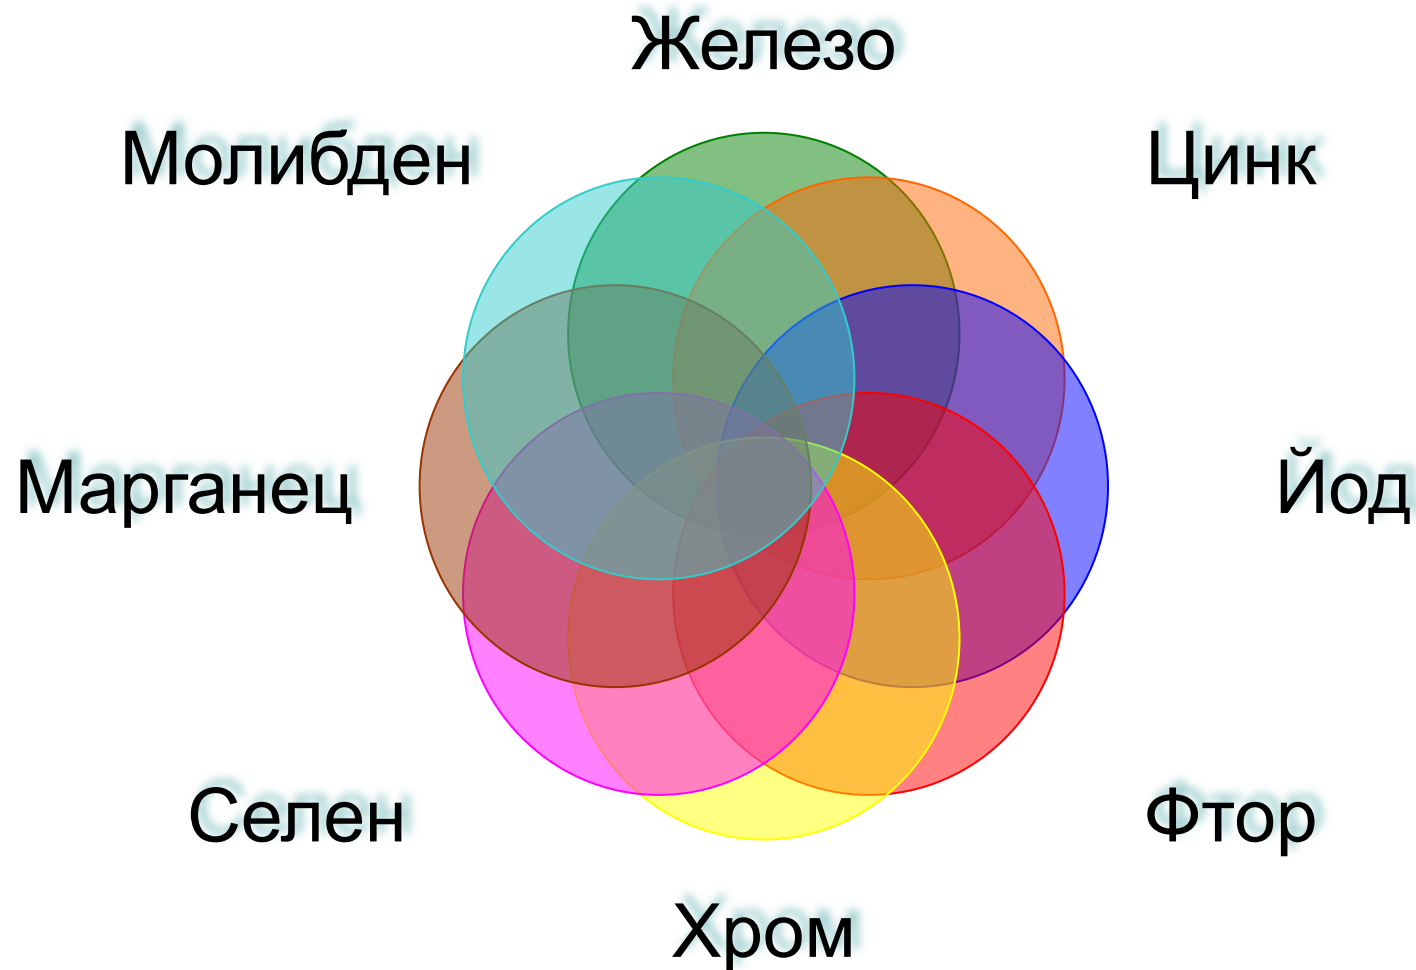 Железо
Молибден
Цинк
Марганец
Йод
Селен
Фтор
Хром